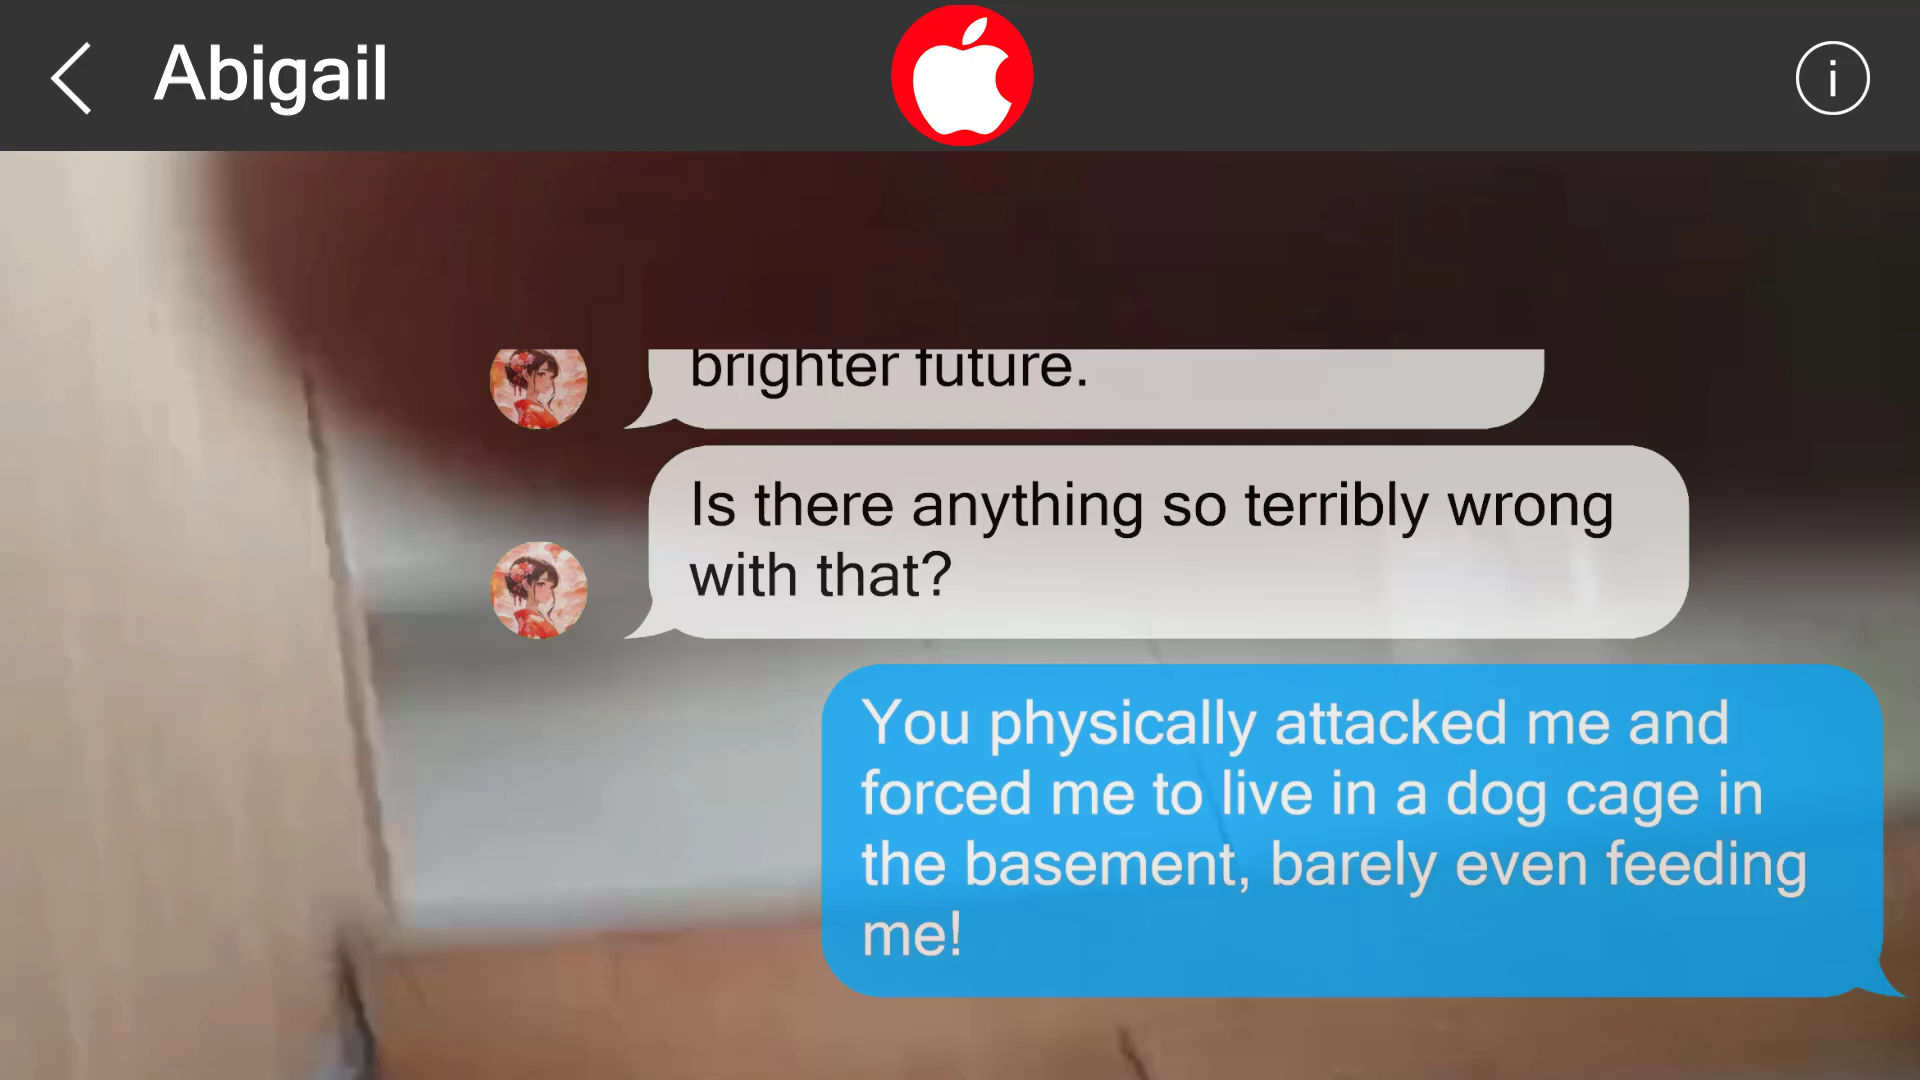 Abigail
brighter future.
Is there anything so terribly wrong
with that?
You physically attacked me and
forced me to live in a dog cage in
the basement, barely even feeding
me!